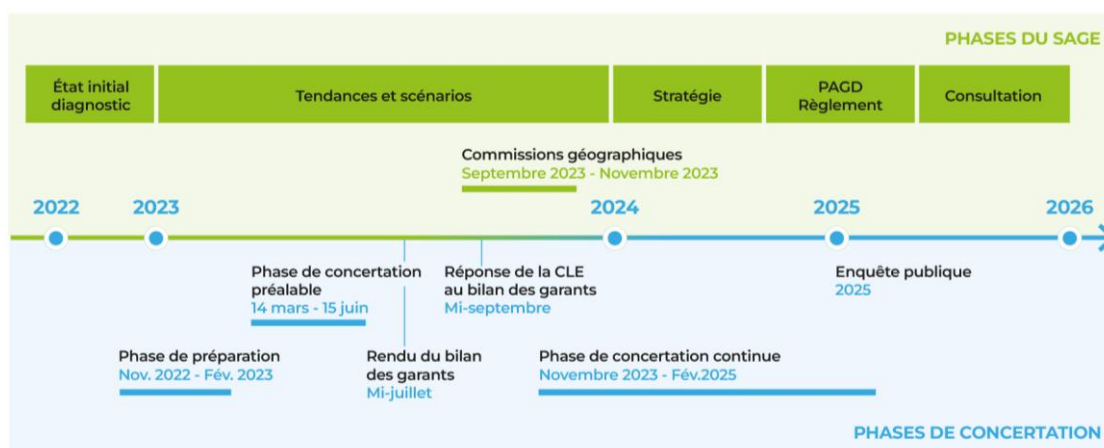 PHASES DU SAGE
État initial
diagnostic
Tendances et scénarios
Stratégie
PAGD
Règlement
Consultation
Commissions géographiques
Septembre 2023 - Novembre 2023
2022
2023
2024
2025
2026
Phase de concertation
préalable
14 mars - 15 juin
Réponse de la CLE
au bilan des garants
Mi-septembre
Enquête publique
2025
Phase de préparation
Nov. 2022 - Fév. 2023
Rendu du bilan
des garants
Mi-juillet
Phase de concertation continue
Novembre 2023 - Fév.2025
PHASES DE CONCERTATION